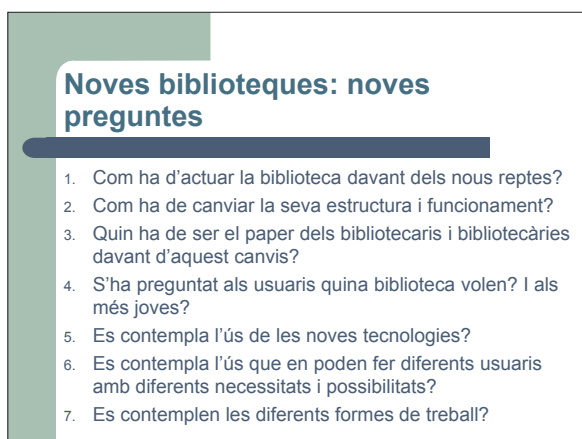 Noves biblioteques: noves
preguntes
1. Com ha d’actuar la biblioteca davant dels nous reptes?
2. Com ha de canviar la seva estructura i funcionament?
3. Quin ha de ser el paper dels bibliotecaris i bibliotecàries
davant d’aquest canvis?
4. S’ha preguntat als usuaris quina biblioteca volen? I als
més joves?
5. Es contempla l’ús de les noves tecnologies?
6. Es contempla l’ús que en poden fer diferents usuaris
amb diferents necessitats i possibilitats?
7. Es contemplen les diferents formes de treball?